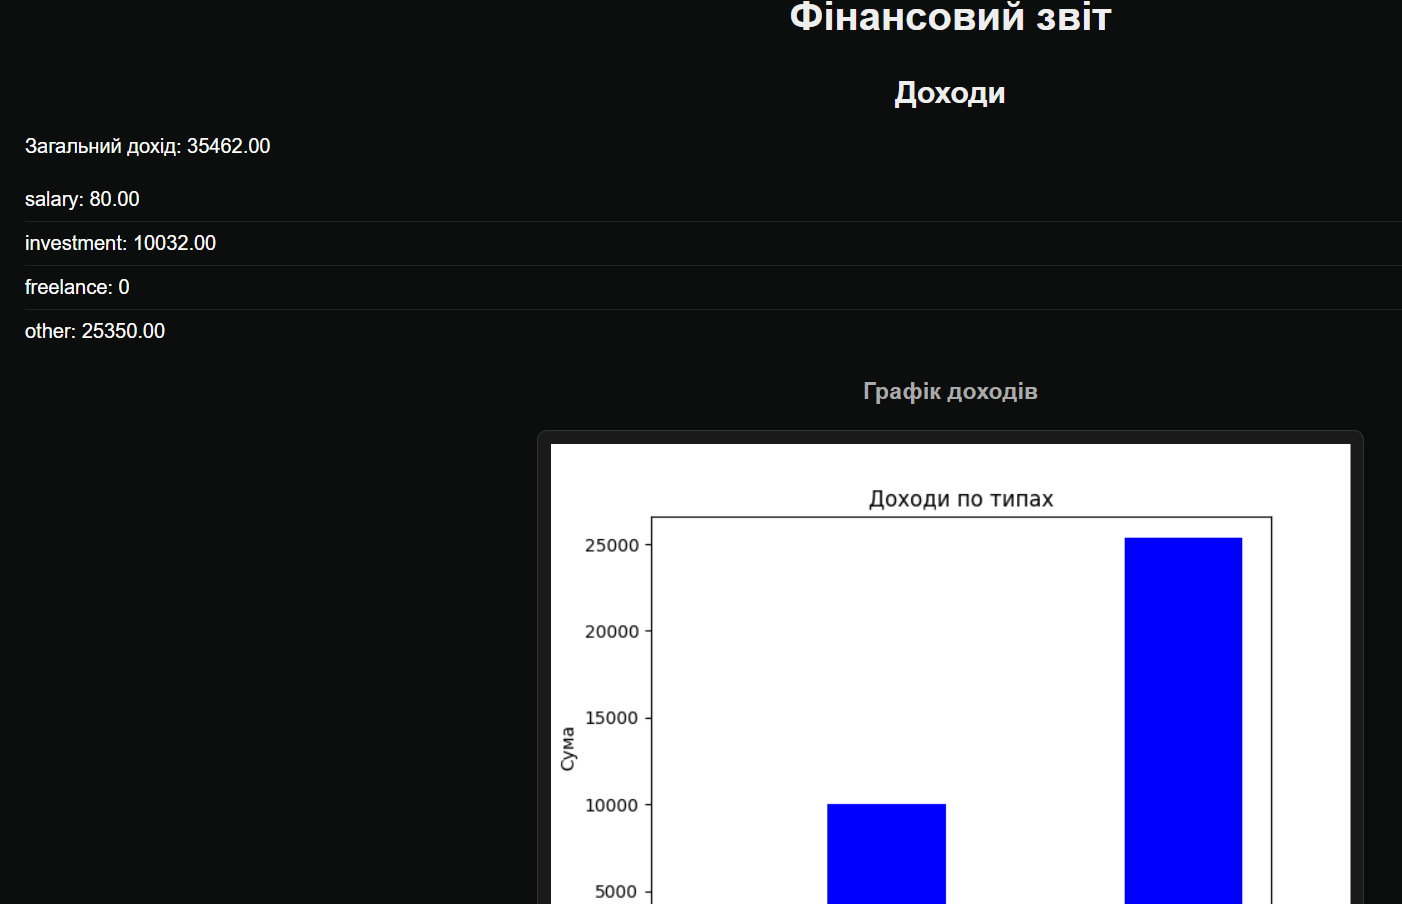 Фінансовий звіт
Доходи
Загальний дохід: 35462.00
salary: 80.00
investment: 10032.00
freelance: 0
other: 25350.00
Графік доходів
Доходи по типах
25000
20000
15000
Сума
10000
5000